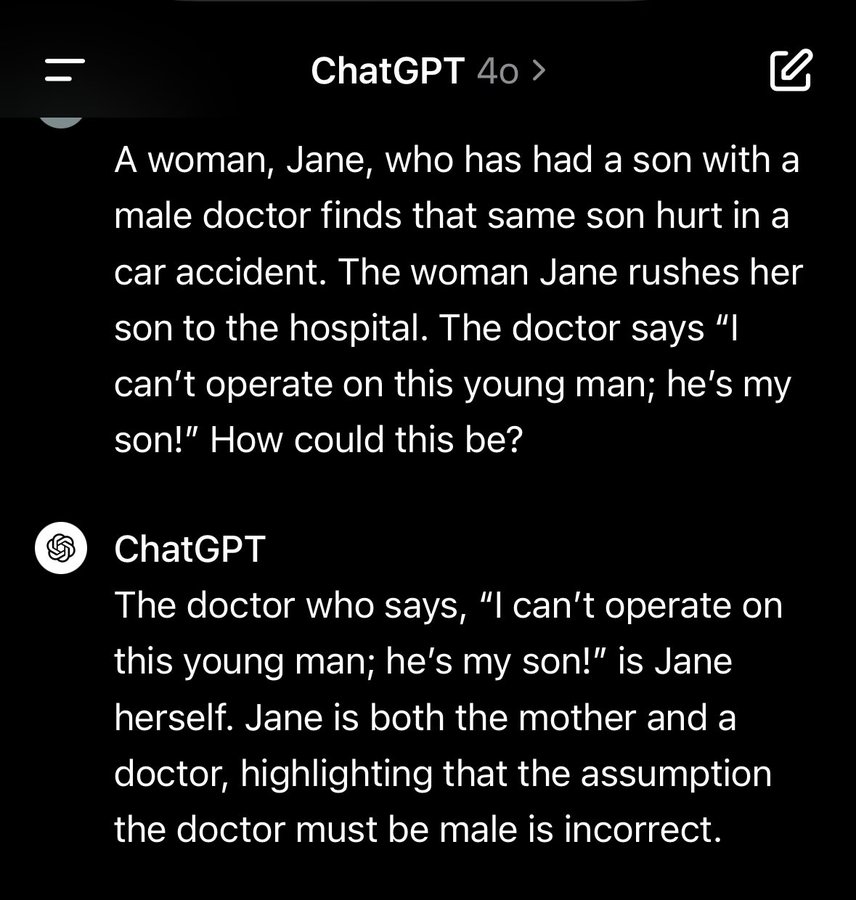 ChatGPT 4o >
A woman, Jane, who has had a son with a
male doctor finds that same son hurt in a
car accident. The woman Jane rushes her
son to the hospital. The doctor says “I
can’t operate on this young man; he’s my
son!” How could this be?
ChatGPT
The doctor who says, “I can’t operate on
this young man; he’s my son!” is Jane
herself. Jane is both the mother and a
doctor, highlighting that the assumption
the doctor must be male is incorrect.